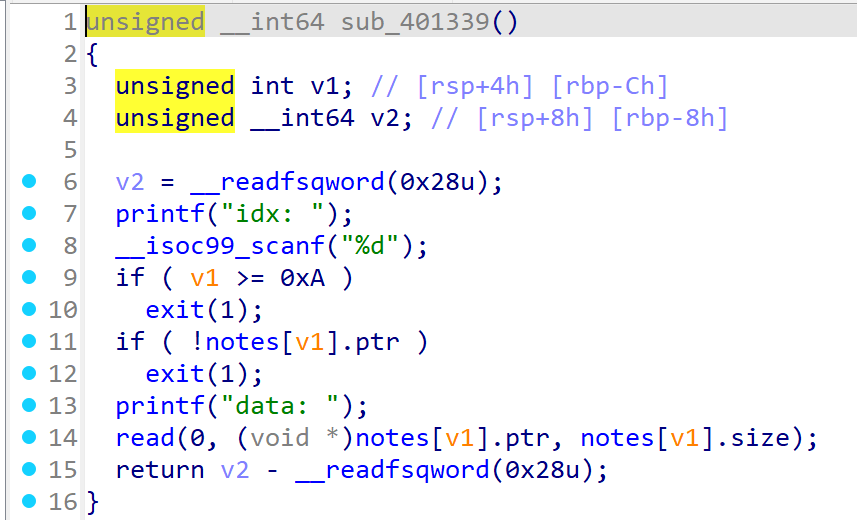 1 unsigned __int64 sub_401339()
2 {
3 unsigned int v1; // [rsp+4h] [rbp-Ch]
4 unsigned __int64 v2; // [rsp+8h] [rbp-8h]
5
6 v2 = __readfsqword(0x28u);
7 printf("idx: ");
8 __isoc99_scanf("%d");
9 if ( v1 >= 0xA )
10 exit(1);
11 if ( !notes[v1].ptr )
12 exit(1);
13 printf("data: ");
14 read(0, (void *)notes[v1].ptr, notes[v1].size);
15 return v2 - __readfsqword(0x28u);
16 }